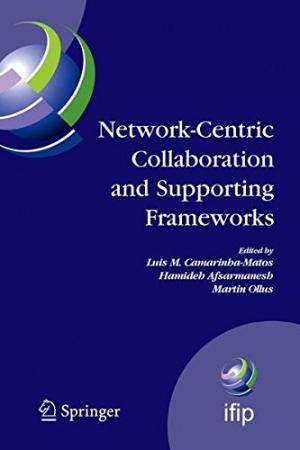 Network-Centric
Collaboration
and Supporting
Frameworks
Edited by
Luis M. Camarinha-Matos
Hamideh Afsarmanesh
Martin Ollus
Springer
ifip